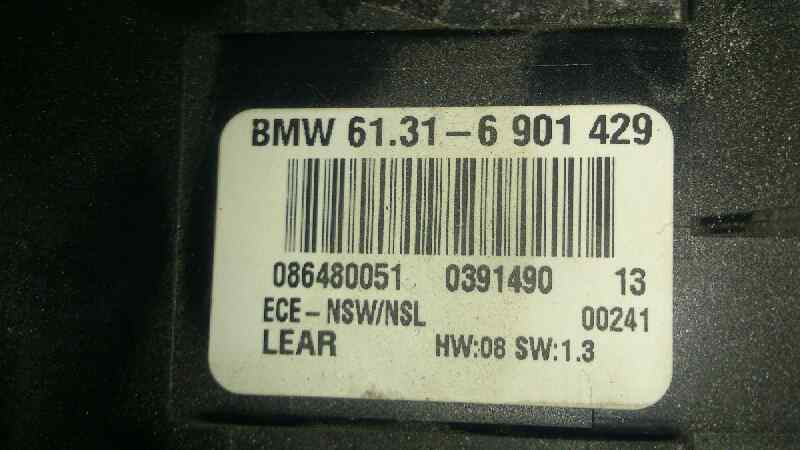 BMW 61.31-6 901 429
086480051 0391490 13
ECE-NSW/NSL 00241
LEAR HW:08 SW:1.3